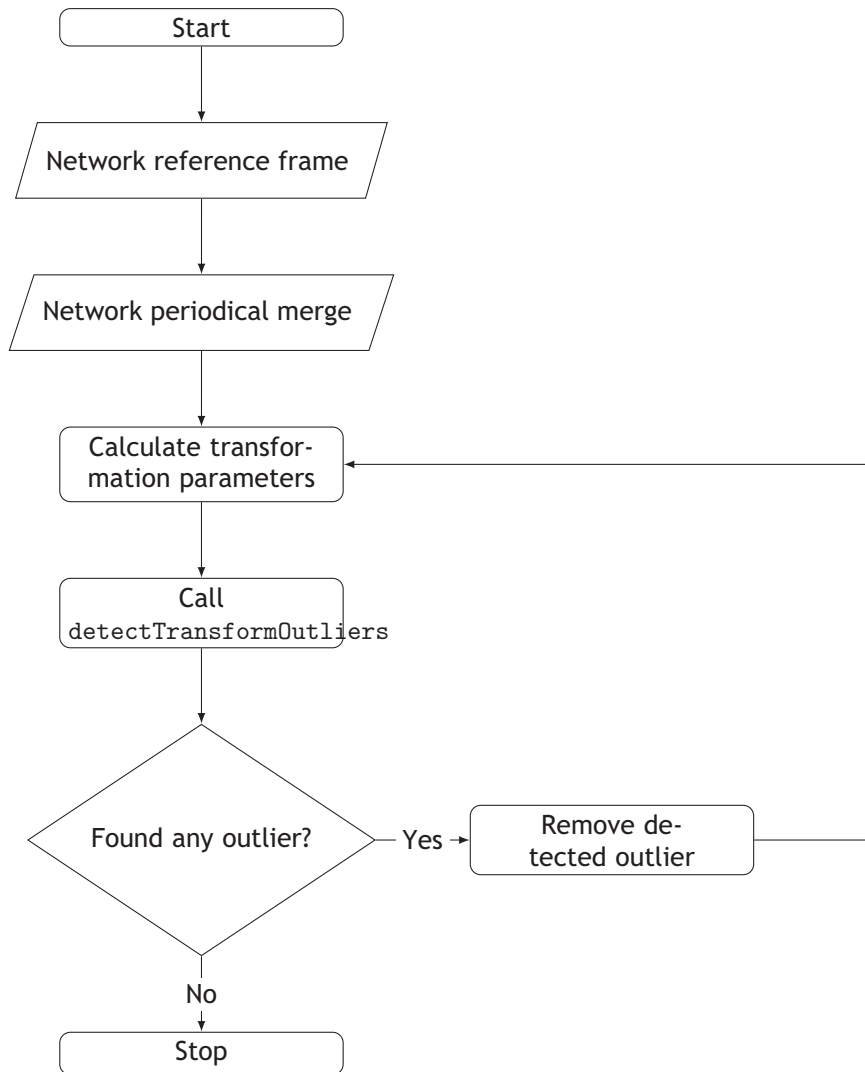 Start
Network reference frame
Network periodical merge
Calculate transfor-
mation parameters
Call
detectTransformOutliers
Found any outlier?
Yes
Remove de-
tected outlier
No
Stop